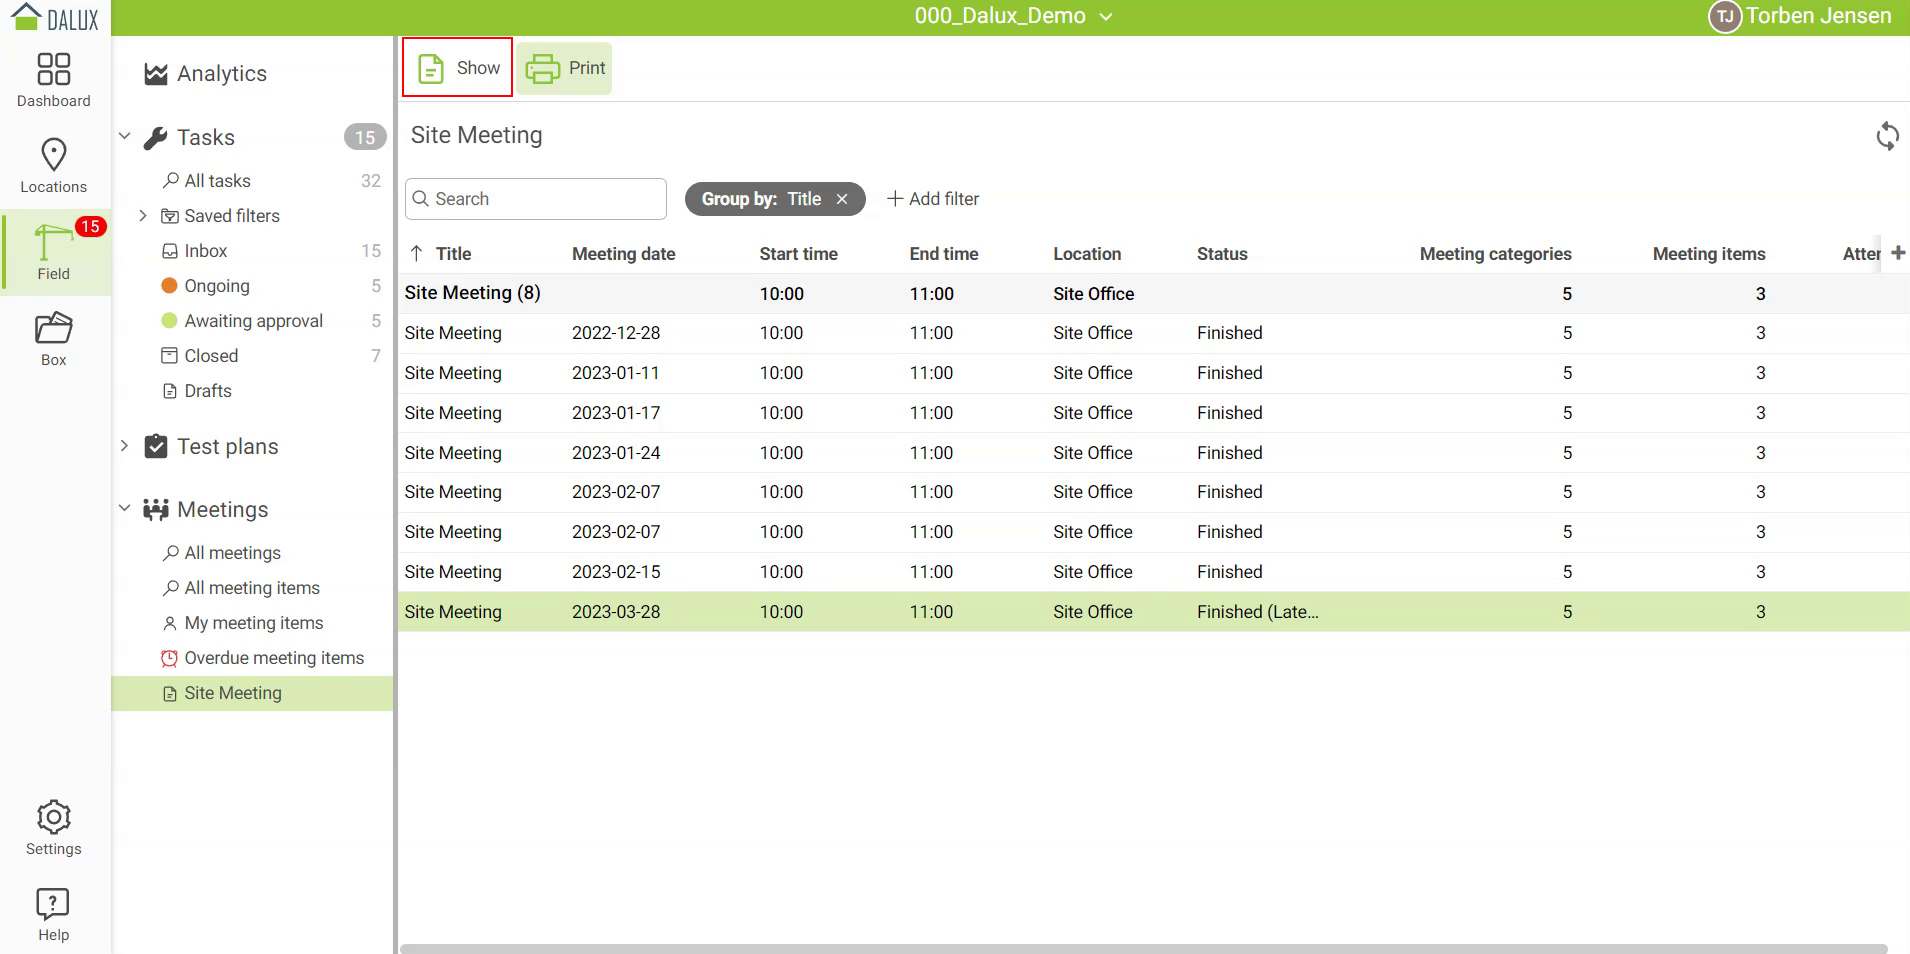 DALUX
000_Dalux_Demo
TJ Torben Jensen
Dashboard
Locations
15
Field
Box
Settings
? Help
Analytics
Tasks 15
All tasks 32
Saved filters
Inbox 15
Ongoing 5
Awaiting approval 5
Closed 7
Drafts
Test plans
Meetings
All meetings
All meeting items
My meeting items
Overdue meeting items
Site Meeting
Show Print
Site Meeting
Search Group by: Title × + Add filter
↑ Title Meeting date Start time End time Location Status Meeting categories Meeting items Atter +
Site Meeting (8) 10:00 11:00 Site Office 5 3
Site Meeting 2022-12-28 10:00 11:00 Site Office Finished 5 3
Site Meeting 2023-01-11 10:00 11:00 Site Office Finished 5 3
Site Meeting 2023-01-17 10:00 11:00 Site Office Finished 5 3
Site Meeting 2023-01-24 10:00 11:00 Site Office Finished 5 3
Site Meeting 2023-02-07 10:00 11:00 Site Office Finished 5 3
Site Meeting 2023-02-07 10:00 11:00 Site Office Finished 5 3
Site Meeting 2023-02-15 10:00 11:00 Site Office Finished 5 3
Site Meeting 2023-03-28 10:00 11:00 Site Office Finished (Late... 5 3